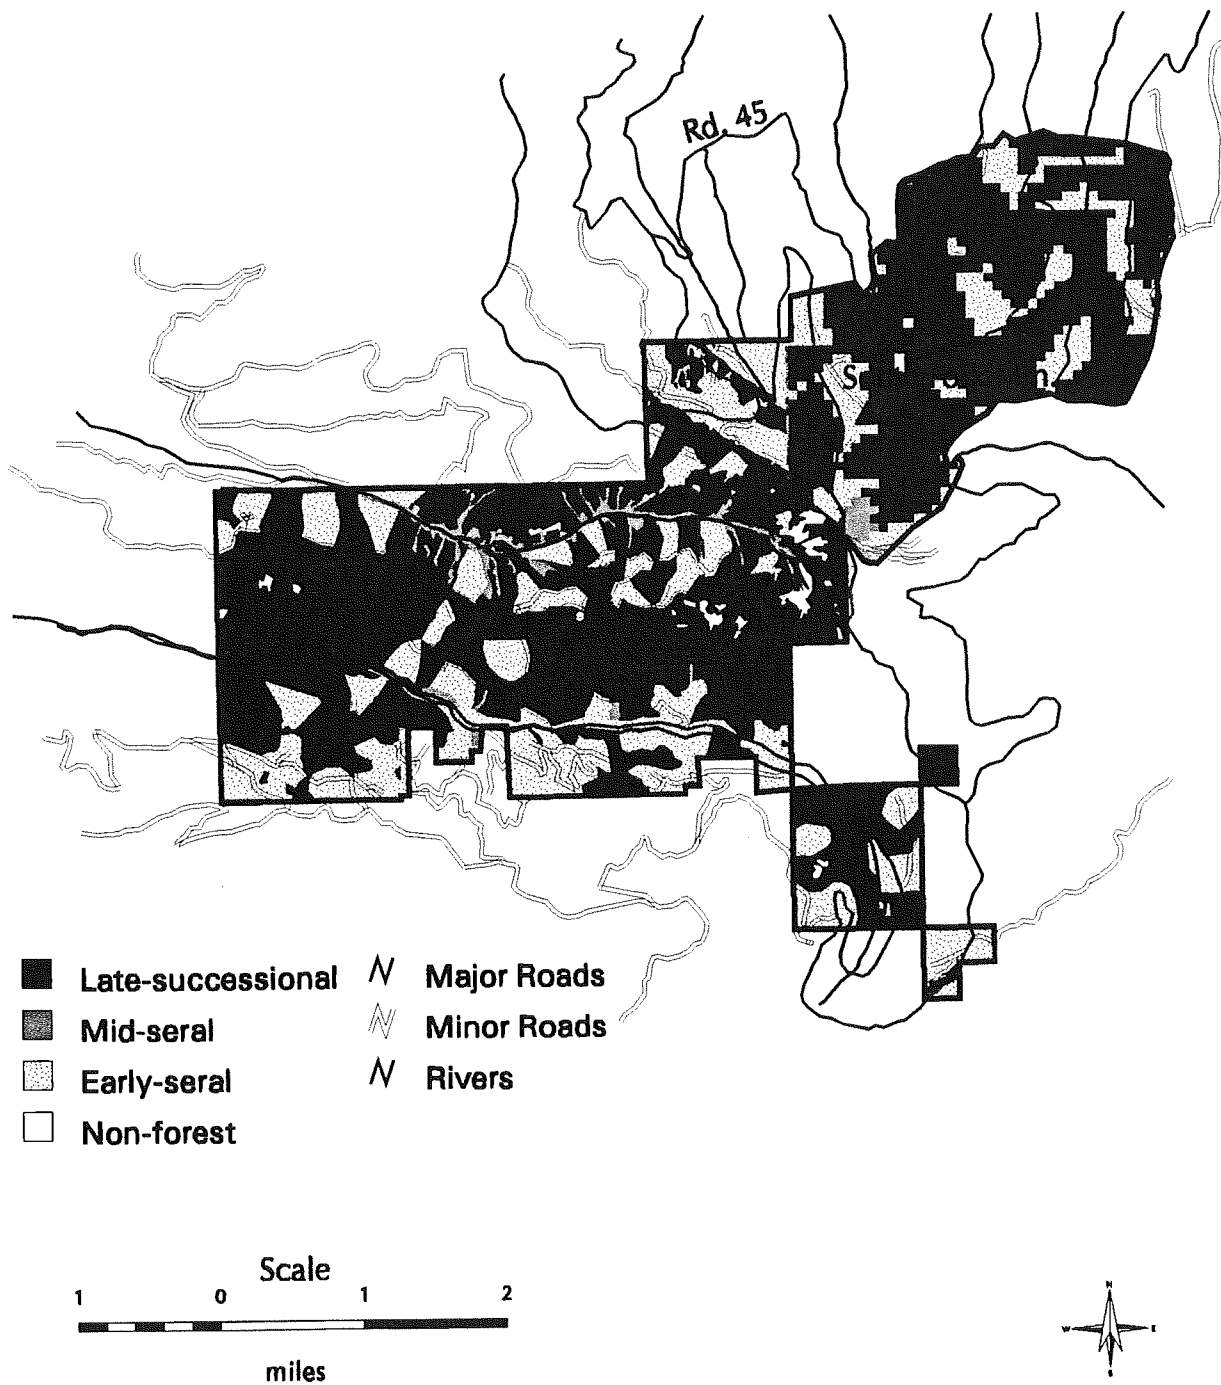 Rd. 45
Late-successional
Mid-seral
Early-seral
Non-forest
Major Roads
Minor Roads
Rivers
Scale
1 0 1 2
miles
N
W E
S